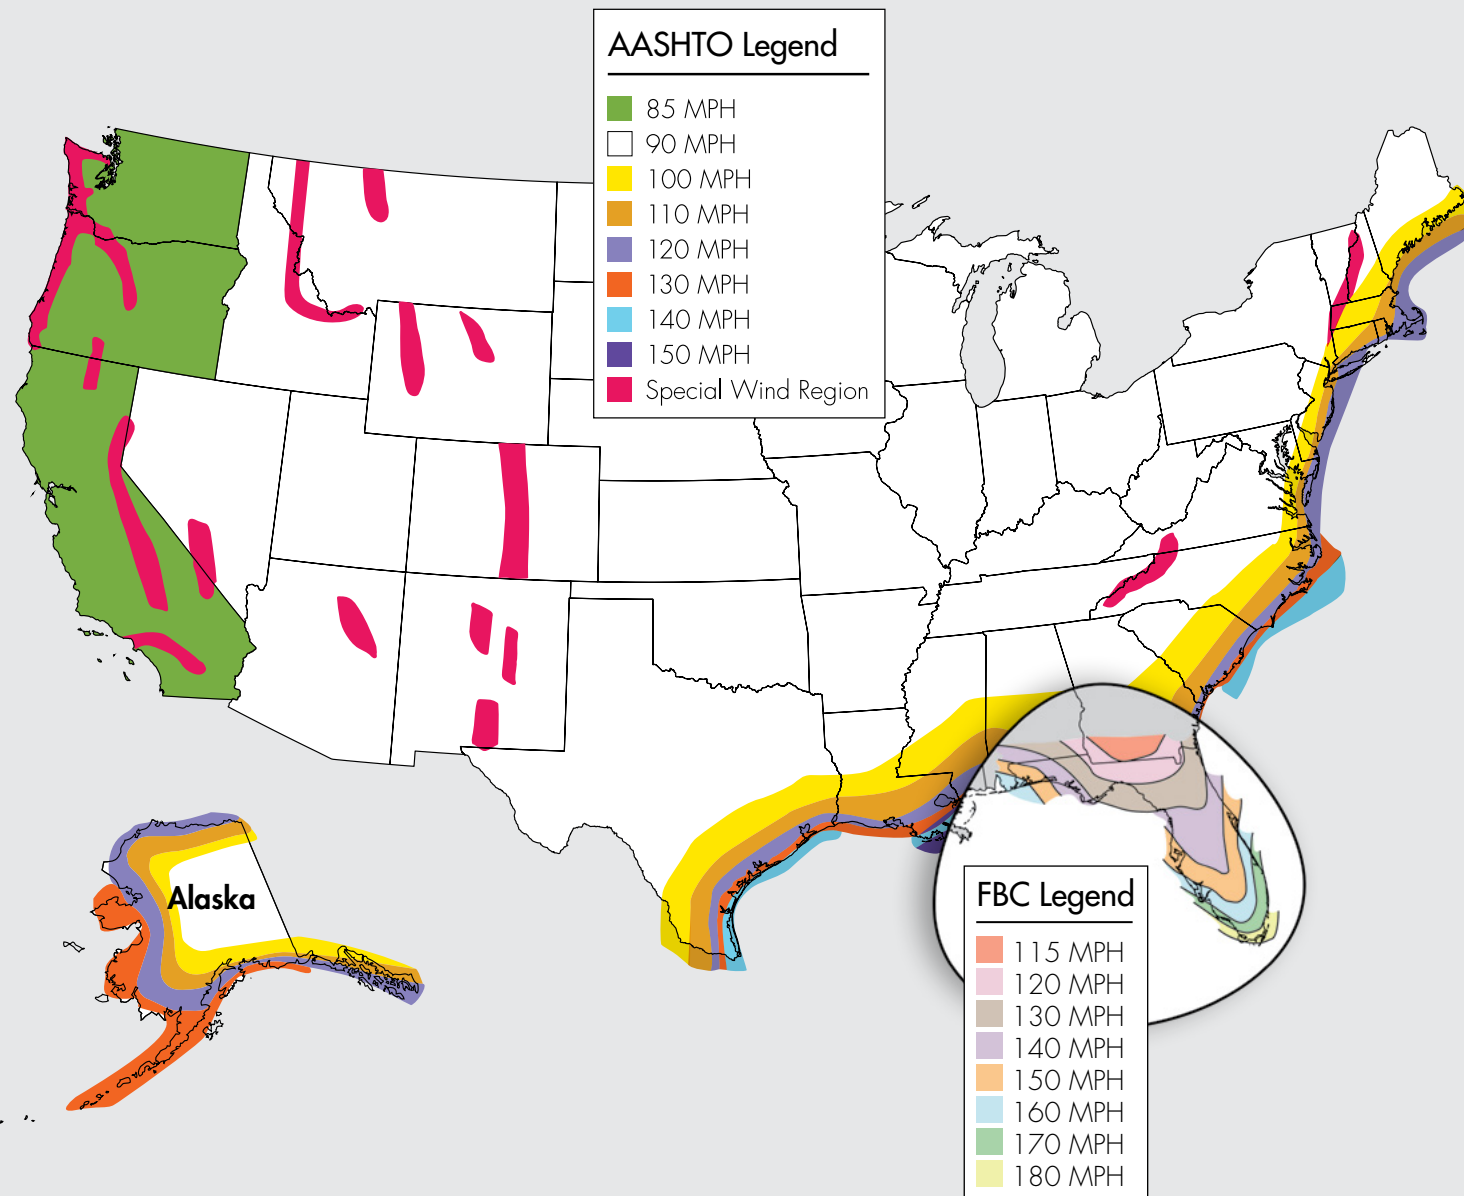 AASHTO Legend
85 MPH
90 MPH
100 MPH
110 MPH
120 MPH
130 MPH
140 MPH
150 MPH
Special Wind Region
Alaska
FBC Legend
115 MPH
120 MPH
130 MPH
140 MPH
150 MPH
160 MPH
170 MPH
180 MPH